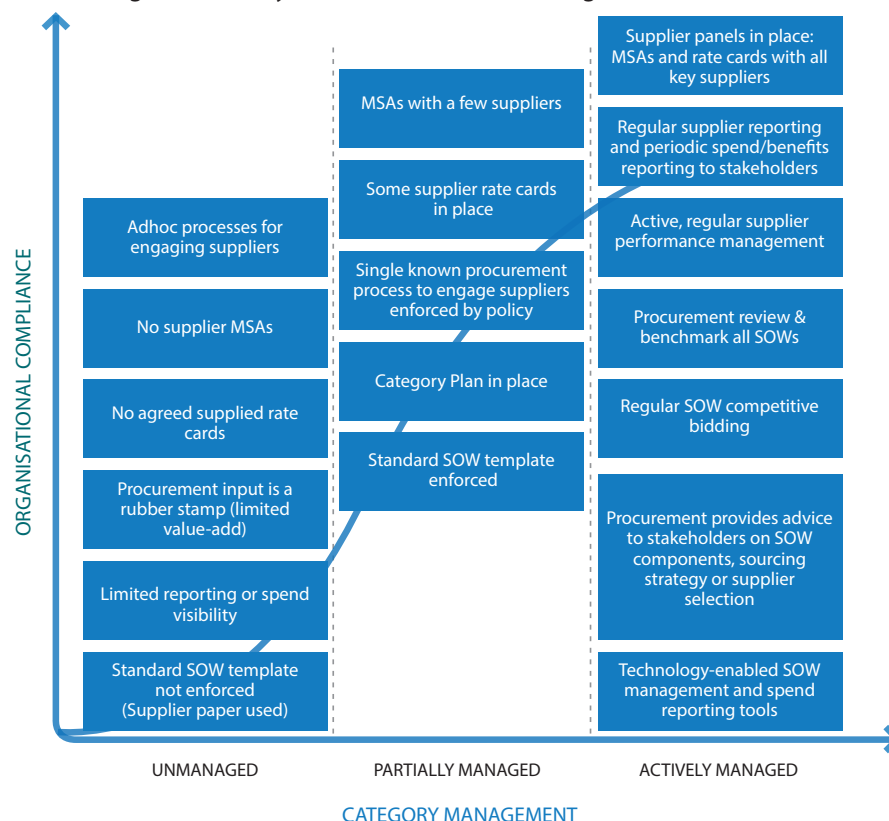 Supplier panels in place:
MSAs and rate cards with all
key suppliers
MSAs with a few suppliers
Regular supplier reporting
and periodic spend/benefits
reporting to stakeholders
Some supplier rate cards
in place
Adhoc processes for
engaging suppliers
Active, regular supplier
performance management
Single known procurement
process to engage suppliers
enforced by policy
No supplier MSAs
Procurement review &
benchmark all SOWs
Category Plan in place
No agreed supplied rate
cards
Regular SOW competitive
bidding
Standard SOW template
enforced
Procurement input is a
rubber stamp (limited
value-add)
Procurement provides advice
to stakeholders on SOW
components, sourcing
strategy or supplier
selection
Limited reporting or spend
visibility
Standard SOW template
not enforced
(Supplier paper used)
Technology-enabled SOW
management and spend
reporting tools
ORGANISATIONAL COMPLIANCE
UNMANAGED
PARTIALLY MANAGED
ACTIVELY MANAGED
CATEGORY MANAGEMENT